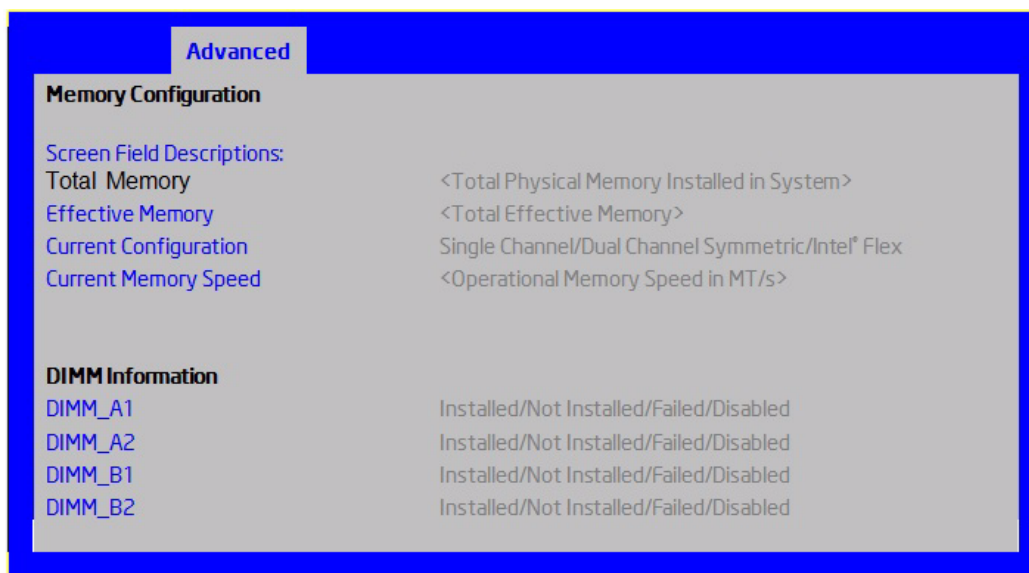 Advanced
Memory Configuration
Screen Field Descriptions:
Total Memory <Total Physical Memory Installed in System>
Effective Memory <Total Effective Memory>
Current Configuration Single Channel/Dual Channel Symmetric/Intel® Flex
Current Memory Speed <Operational Memory Speed in MT/s>
DIMM Information
DIMM_A1 Installed/Not Installed/Failed/Disabled
DIMM_A2 Installed/Not Installed/Failed/Disabled
DIMM_B1 Installed/Not Installed/Failed/Disabled
DIMM_B2 Installed/Not Installed/Failed/Disabled